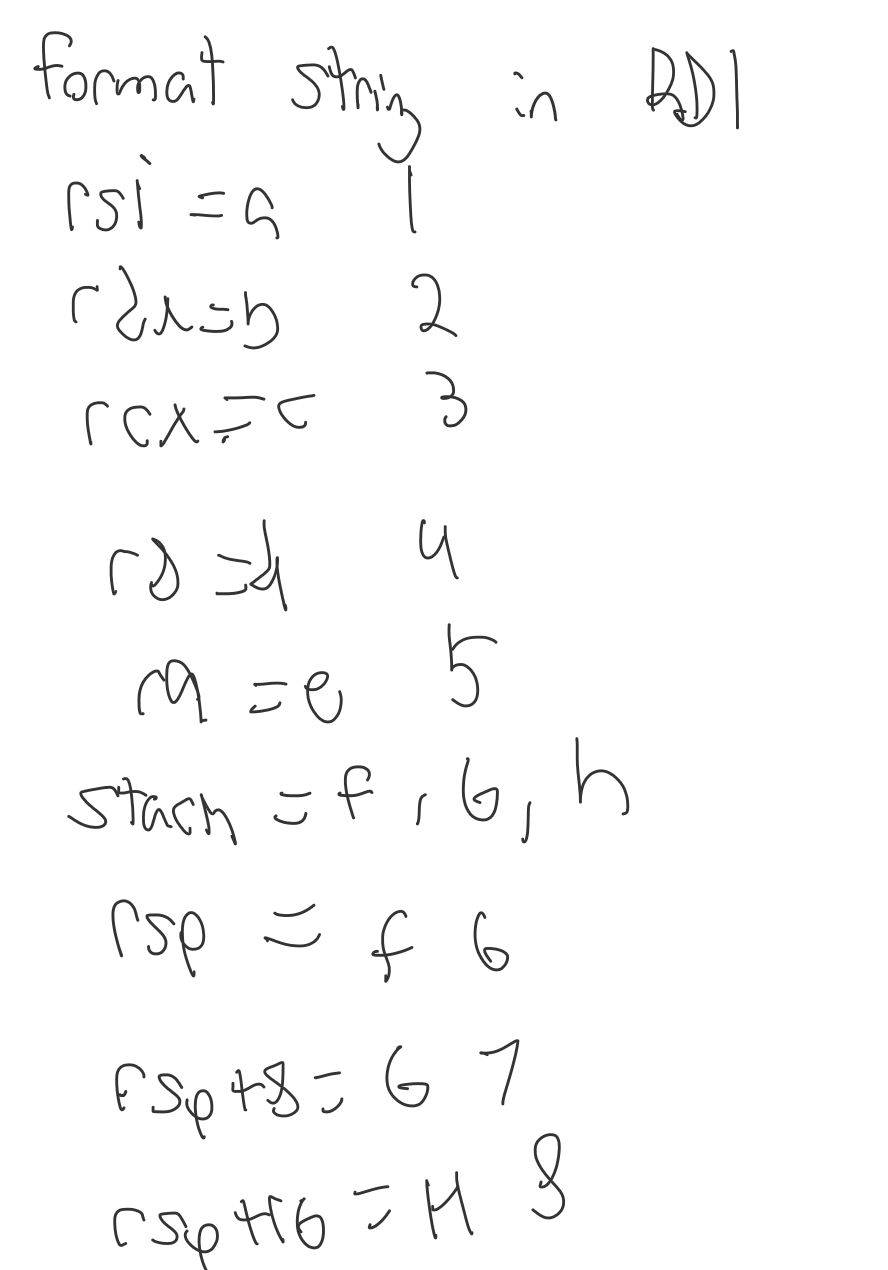 format string in RDI
rsi = a 1
rdx = b 2
rcx = c 3
r8 = d 4
r9 = e 5
stack = f, G, h
rsp = f 6
rsp+8 = G 7
rsp+16 = H 8